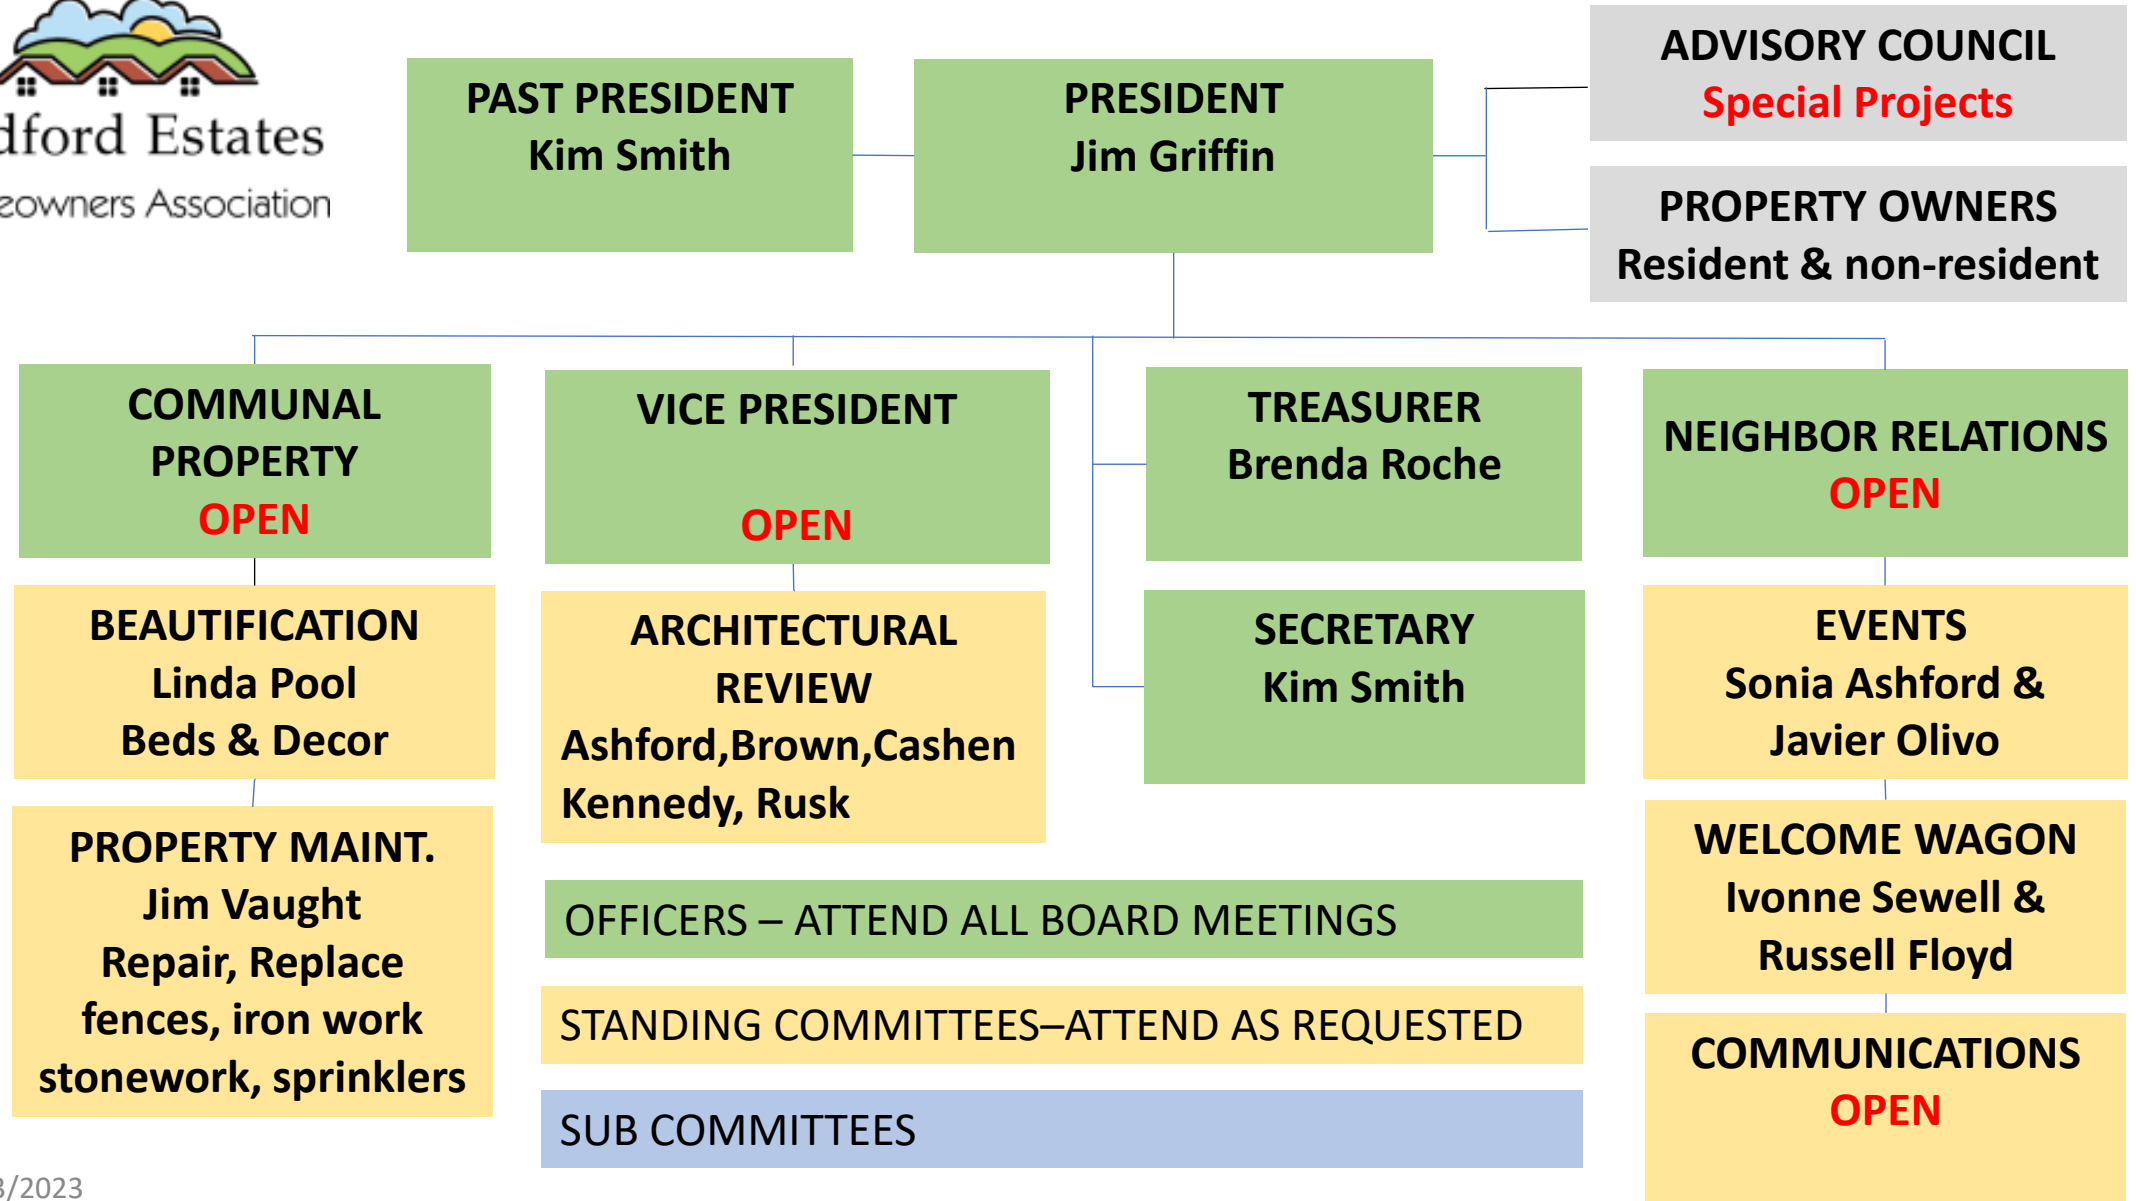 dford Estates
eowners Association
PAST PRESIDENT
Kim Smith
PRESIDENT
Jim Griffin
ADVISORY COUNCIL
Special Projects
PROPERTY OWNERS
Resident & non-resident
COMMUNAL
PROPERTY
OPEN
VICE PRESIDENT
OPEN
TREASURER
Brenda Roche
NEIGHBOR RELATIONS
OPEN
BEAUTIFICATION
Linda Pool
Beds & Decor
ARCHITECTURAL
REVIEW
Ashford,Brown,Cashen
Kennedy, Rusk
SECRETARY
Kim Smith
EVENTS
Sonia Ashford &
Javier Olivo
PROPERTY MAINT.
Jim Vaught
Repair, Replace
fences, iron work
stonework, sprinklers
WELCOME WAGON
Ivonne Sewell &
Russell Floyd
COMMUNICATIONS
OPEN
OFFICERS – ATTEND ALL BOARD MEETINGS
STANDING COMMITTEES–ATTEND AS REQUESTED
SUB COMMITTEES
3/2023